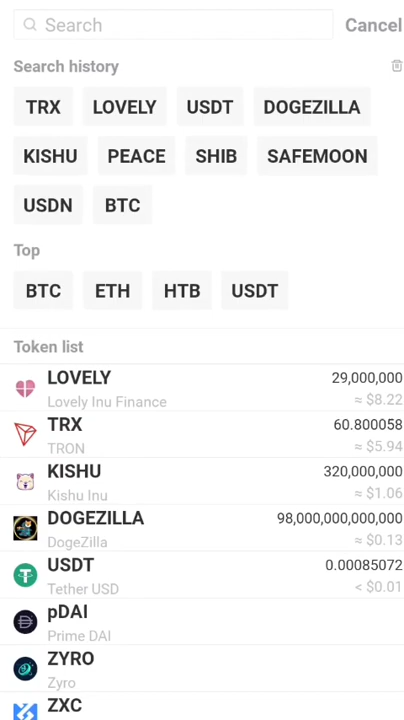 Search Cancel
Search history
TRX LOVELY USDT DOGEZILLA
KISHU PEACE SHIB SAFEMOON
USDN BTC
Top
BTC ETH HTB USDT
Token list
LOVELY 29,000,000
Lovely Inu Finance ≈ $8.22
TRX 60.800058
TRON ≈ $5.94
KISHU 320,000,000
Kishu Inu ≈ $1.06
DOGEZILLA 98,000,000,000,000
DogeZilla ≈ $0.13
USDT 0.00085072
Tether USD < $0.01
pDAI
Prime DAI
ZYRO
Zyro
ZXC